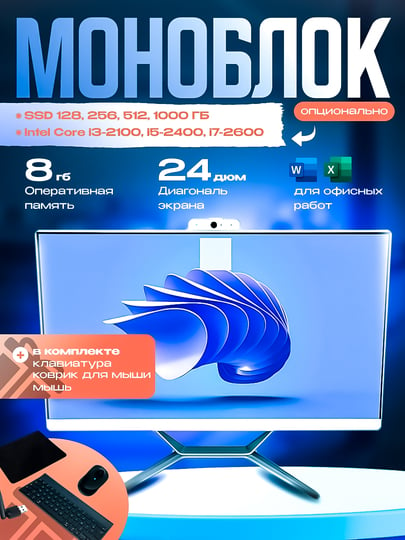 МОНОБЛОК
SSD 128, 256, 512, 1000 ГБ
опционально
Intel Core i3-2100, i5-2400, i7-2600
8 гб
Оперативная
память
24 дюм
Диагональ
экрана
W X
для офисных
работ
в комплекте
клавиатура
коврик для мыши
мышь